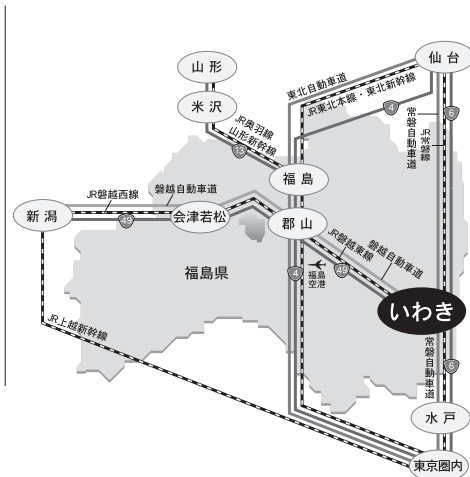 仙台
山形
東北自動車道
JR東北本線・東北新幹線
米沢
4
6
常磐自動車道
JR常磐線
JR奥羽線
山形新幹線
13
福島
JR磐越西線
磐越自動車道
新潟
49
会津若松
郡山
JR磐越東線
磐越自動車道
福島県
4
福島空港
49
いわき
JR上越新幹線
常磐自動車道
6
水戸
東京圏内